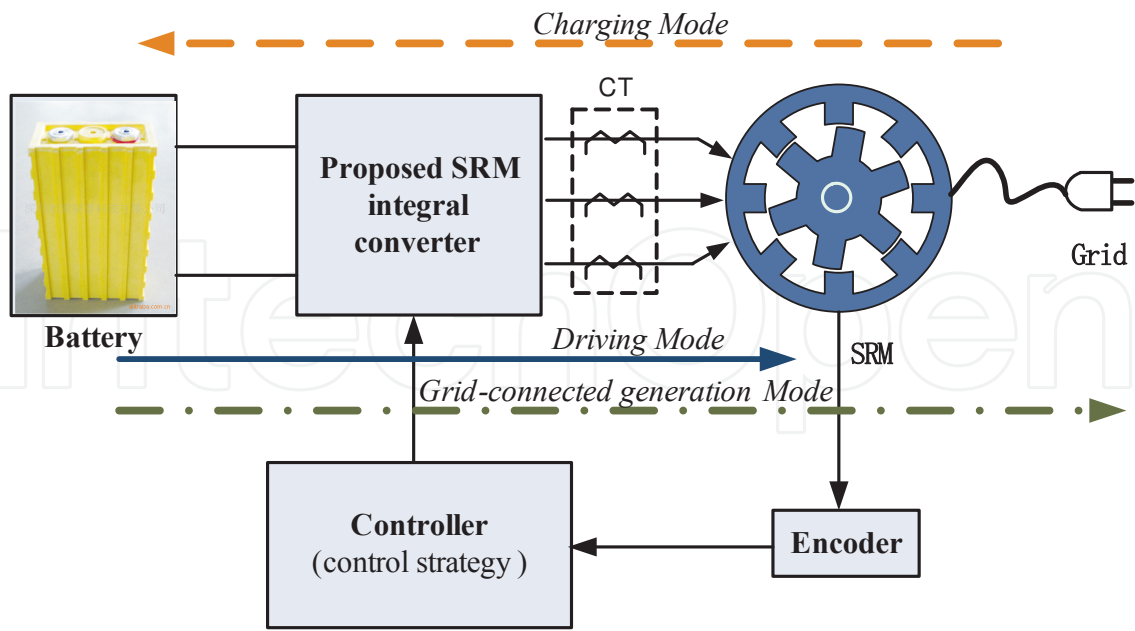 Charging Mode
CT
Proposed SRM
integral
converter
Grid
Battery
Driving Mode
SRM
Grid-connected generation Mode
Controller
(control strategy )
Encoder
IntechOpen